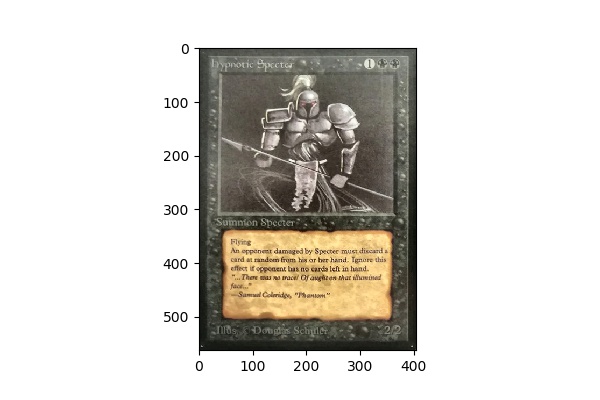 Hypnotic Specter
1
Summon Specter
Flying
An opponent damaged by Specter must discard a
card at random from his or her hand. Ignore this
effect if opponent has no cards left in hand.
"...There was no trace/ Of aught on that illumined
face..."
—Samuel Coleridge, "Phantom"
Illus. © Douglas Schuler
2/2
0
100
200
300
400
500
0
100
200
300
400